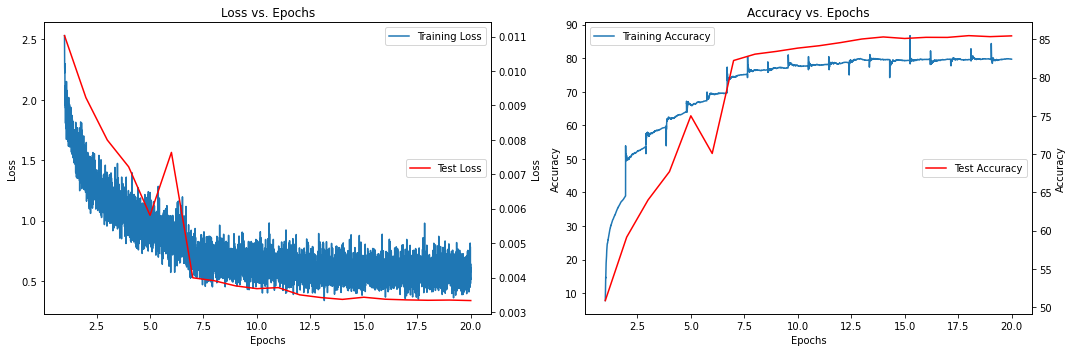 Loss vs. Epochs
Training Loss
Test Loss
Loss
2.5
2.0
1.5
1.0
0.5
0.011
0.010
0.009
0.008
0.007
0.006
0.005
0.004
0.003
Loss
2.5 5.0 7.5 10.0 12.5 15.0 17.5 20.0
Epochs
Accuracy vs. Epochs
Training Accuracy
Test Accuracy
Accuracy
90
80
70
60
50
40
30
20
10
85
80
75
70
65
60
55
50
Accuracy
2.5 5.0 7.5 10.0 12.5 15.0 17.5 20.0
Epochs